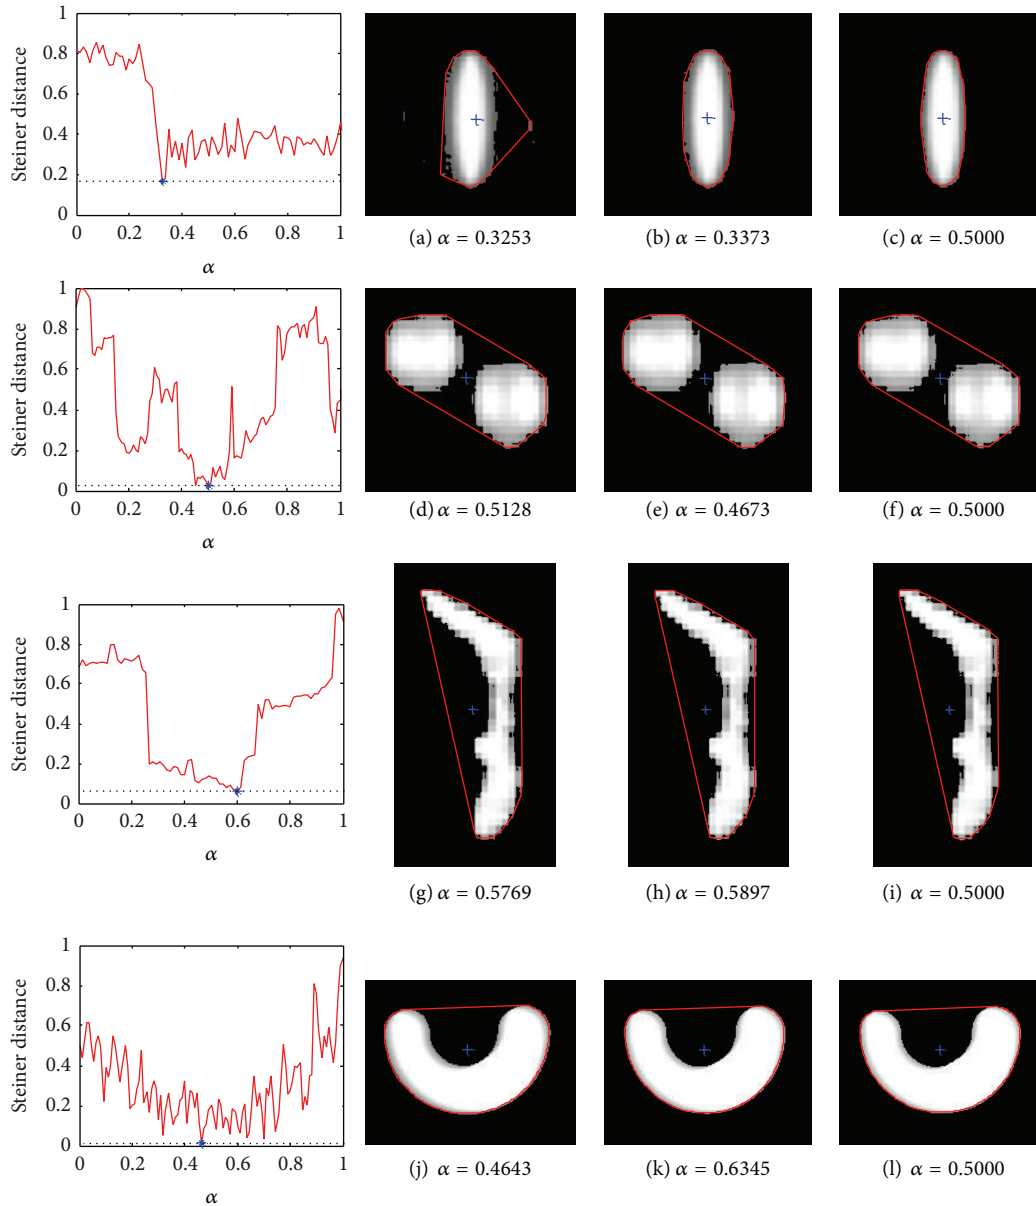 1
0.8
0.6
0.4
0.2
0
Steiner distance
0 0.2 0.4 0.6 0.8 1
α
(a) α = 0.3253
(b) α = 0.3373
(c) α = 0.5000
1
0.8
0.6
0.4
0.2
0
Steiner distance
0 0.2 0.4 0.6 0.8 1
α
(d) α = 0.5128
(e) α = 0.4673
(f) α = 0.5000
1
0.8
0.6
0.4
0.2
0
Steiner distance
0 0.2 0.4 0.6 0.8 1
α
(g) α = 0.5769
(h) α = 0.5897
(i) α = 0.5000
1
0.8
0.6
0.4
0.2
0
Steiner distance
0 0.2 0.4 0.6 0.8 1
α
(j) α = 0.4643
(k) α = 0.6345
(l) α = 0.5000